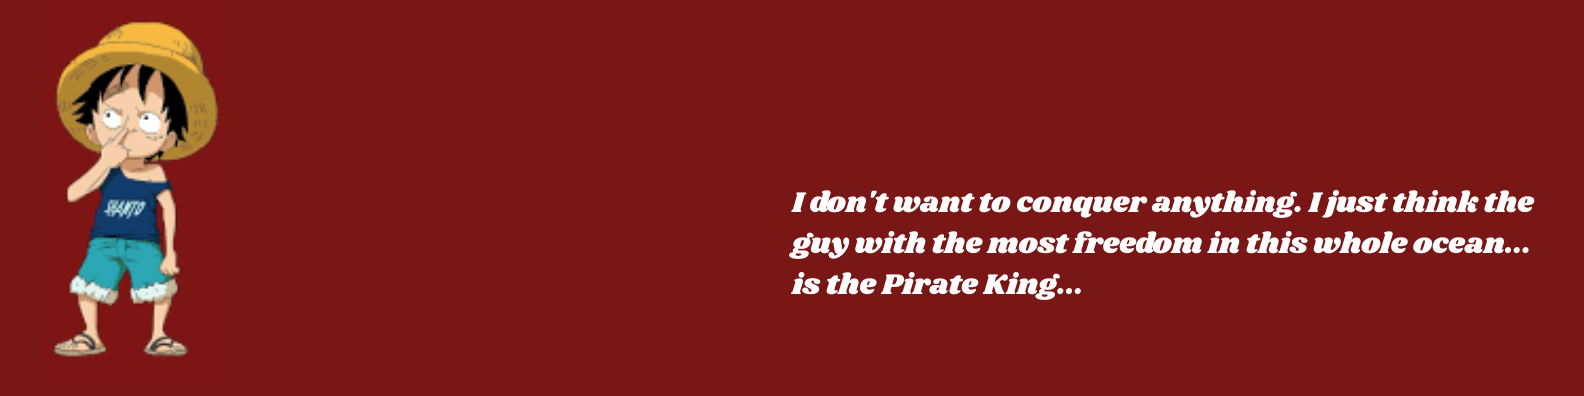 SHANTO
I don't want to conquer anything. I just think the
guy with the most freedom in this whole ocean...
is the Pirate King...